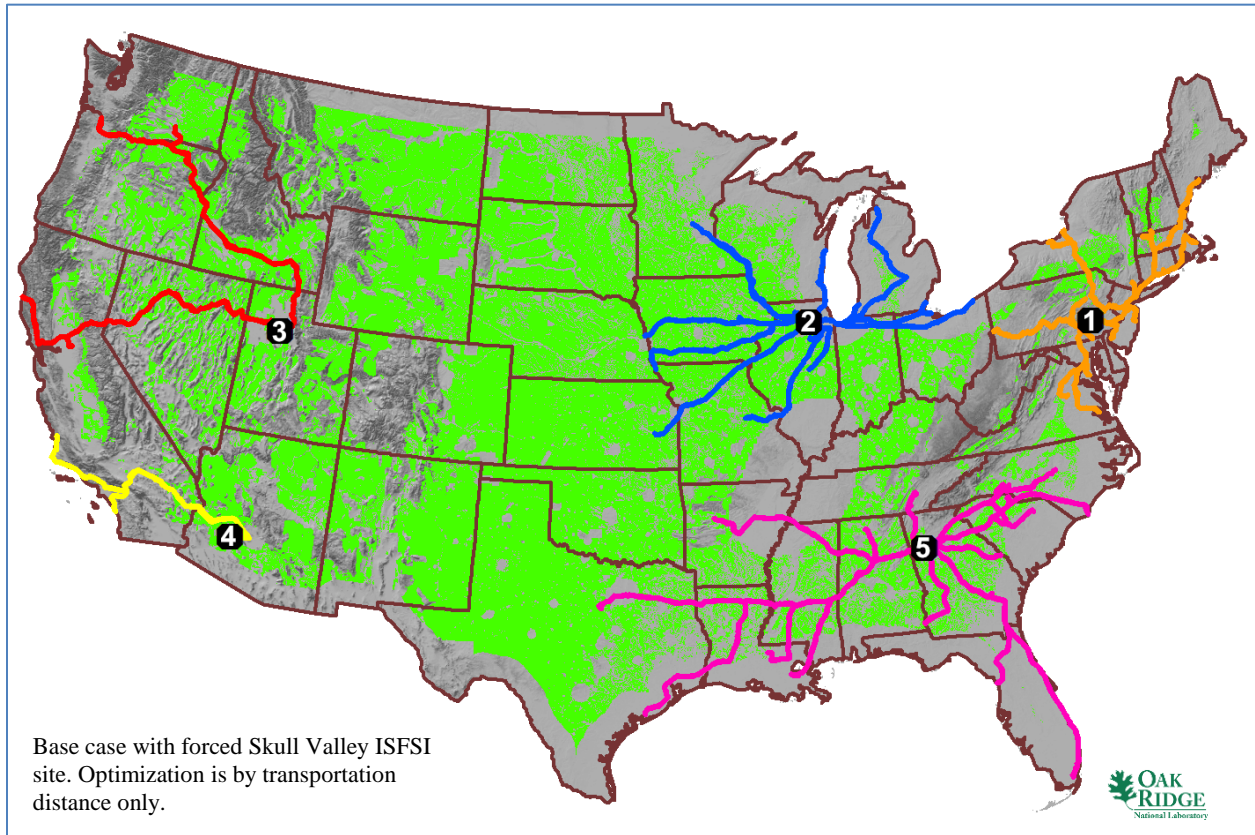 1
2
3
4
5
Base case with forced Skull Valley ISFSI
site. Optimization is by transportation
distance only.
OAK
RIDGE
National Laboratory